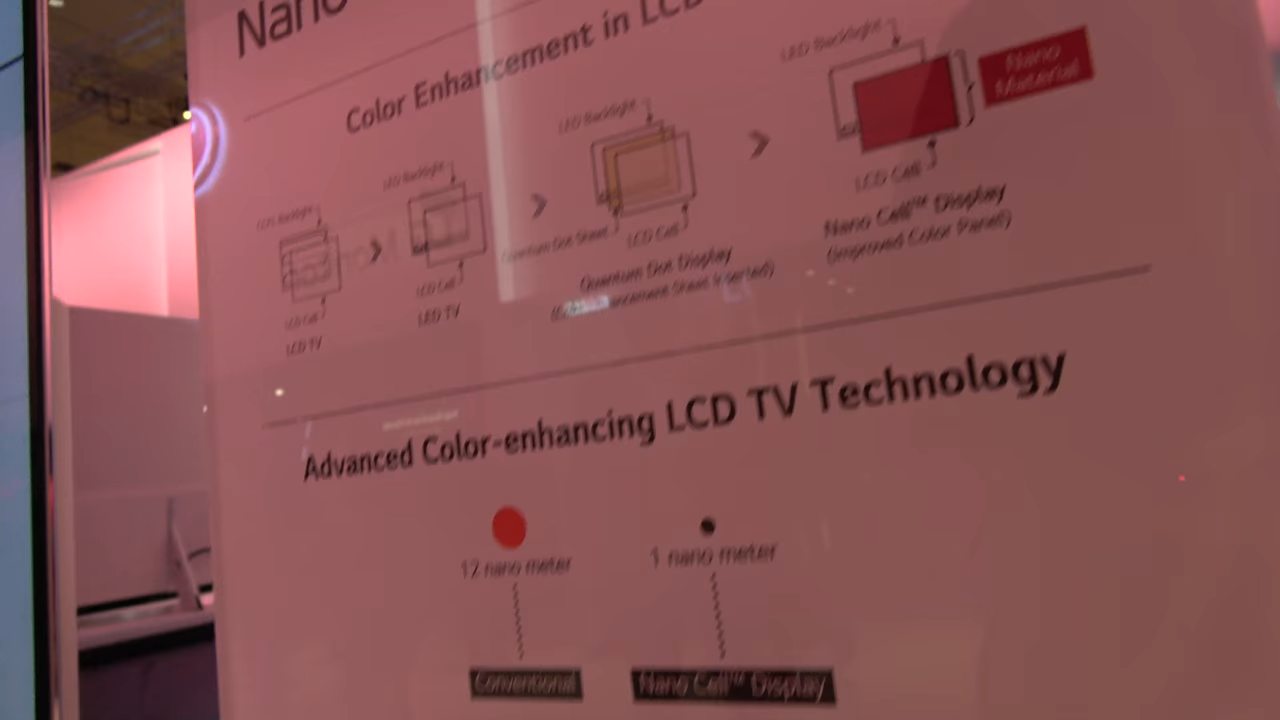 Nano
Color Enhancement in LCD
LED Backlight
Nano
Material
LED Backlight
LED Backlight
LCD Cell
Quantum Dot Sheet
LCD Cell
Nano Cell™ Display
(Improved Color Panel)
LCD Cell
Quantum Dot Display
LCD Cell
LED TV
LCD TV
Advanced Color-enhancing LCD TV Technology
12 nano meter
1 nano meter
Conventional
Nano Cell™ Display